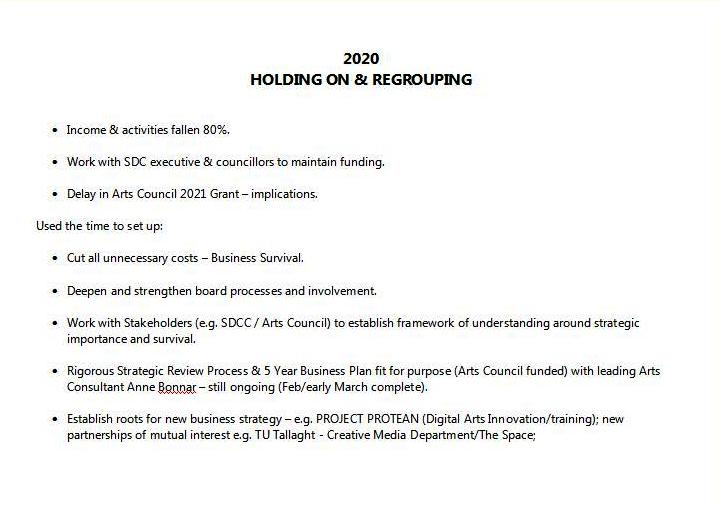 2020
HOLDING ON & REGROUPING
• Income & activities fallen 80%.
• Work with SDC executive & councillors to maintain funding.
• Delay in Arts Council 2021 Grant – implications.
Used the time to set up:
• Cut all unnecessary costs – Business Survival.
• Deepen and strengthen board processes and involvement.
• Work with Stakeholders (e.g. SDCC / Arts Council) to establish framework of understanding around strategic
importance and survival.
• Rigorous Strategic Review Process & 5 Year Business Plan fit for purpose (Arts Council funded) with leading Arts
Consultant Anne Bonnar – still ongoing (Feb/early March complete).
• Establish roots for new business strategy – e.g. PROJECT PROTEAN (Digital Arts Innovation/training); new
partnerships of mutual interest e.g. TU Tallaght - Creative Media Department/The Space;